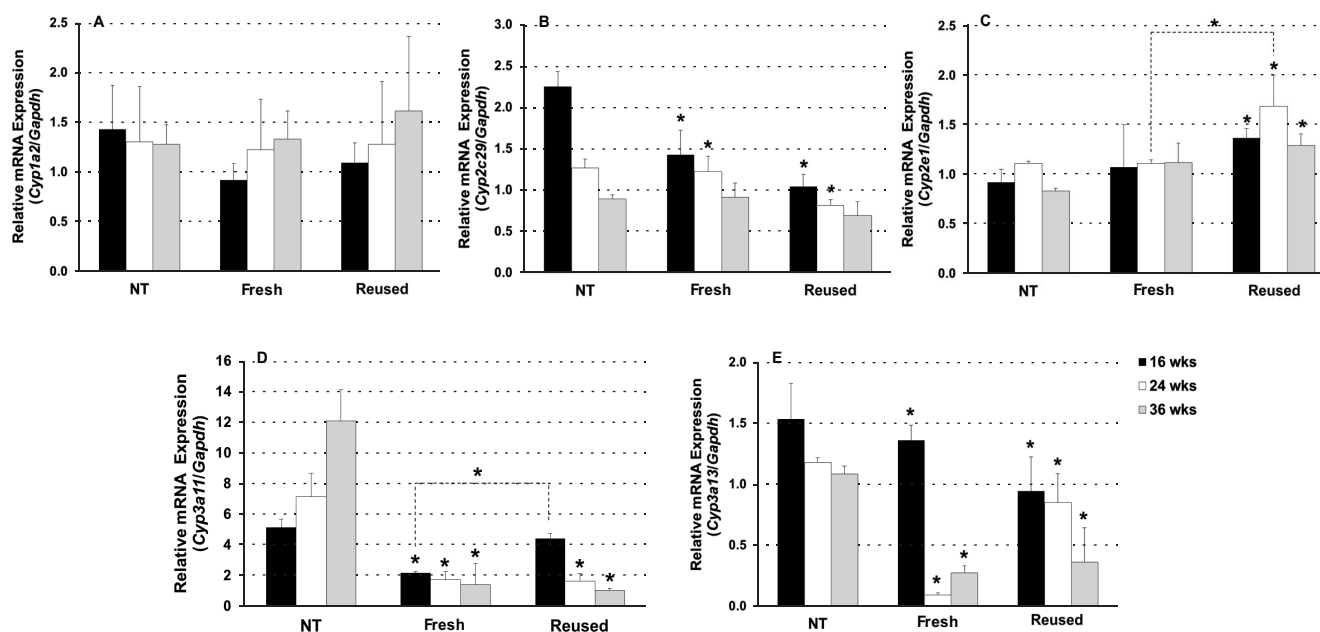 A
Relative mRNA Expression
(Cyp1a2/Gapdh)
2.5
2.0
1.5
1.0
0.5
0.0
NT Fresh Reused
B
Relative mRNA Expression
(Cyp2c29/Gapdh)
3.0
2.5
2.0
1.5
1.0
0.5
0.0
* * * *
NT Fresh Reused
C
Relative mRNA Expression
(Cyp2e1/Gapdh)
2.5
2.0
1.5
1.0
0.5
0.0
*
* * *
NT Fresh Reused
D
Relative mRNA Expression
(Cyp3a11/Gapdh)
16
14
12
10
8
6
4
2
0
*
* * * * *
NT Fresh Reused
E
Relative mRNA Expression
(Cyp3a13/Gapdh)
2.0
1.5
1.0
0.5
0.0
* * * * * *
NT Fresh Reused
16 wks
24 wks
36 wks